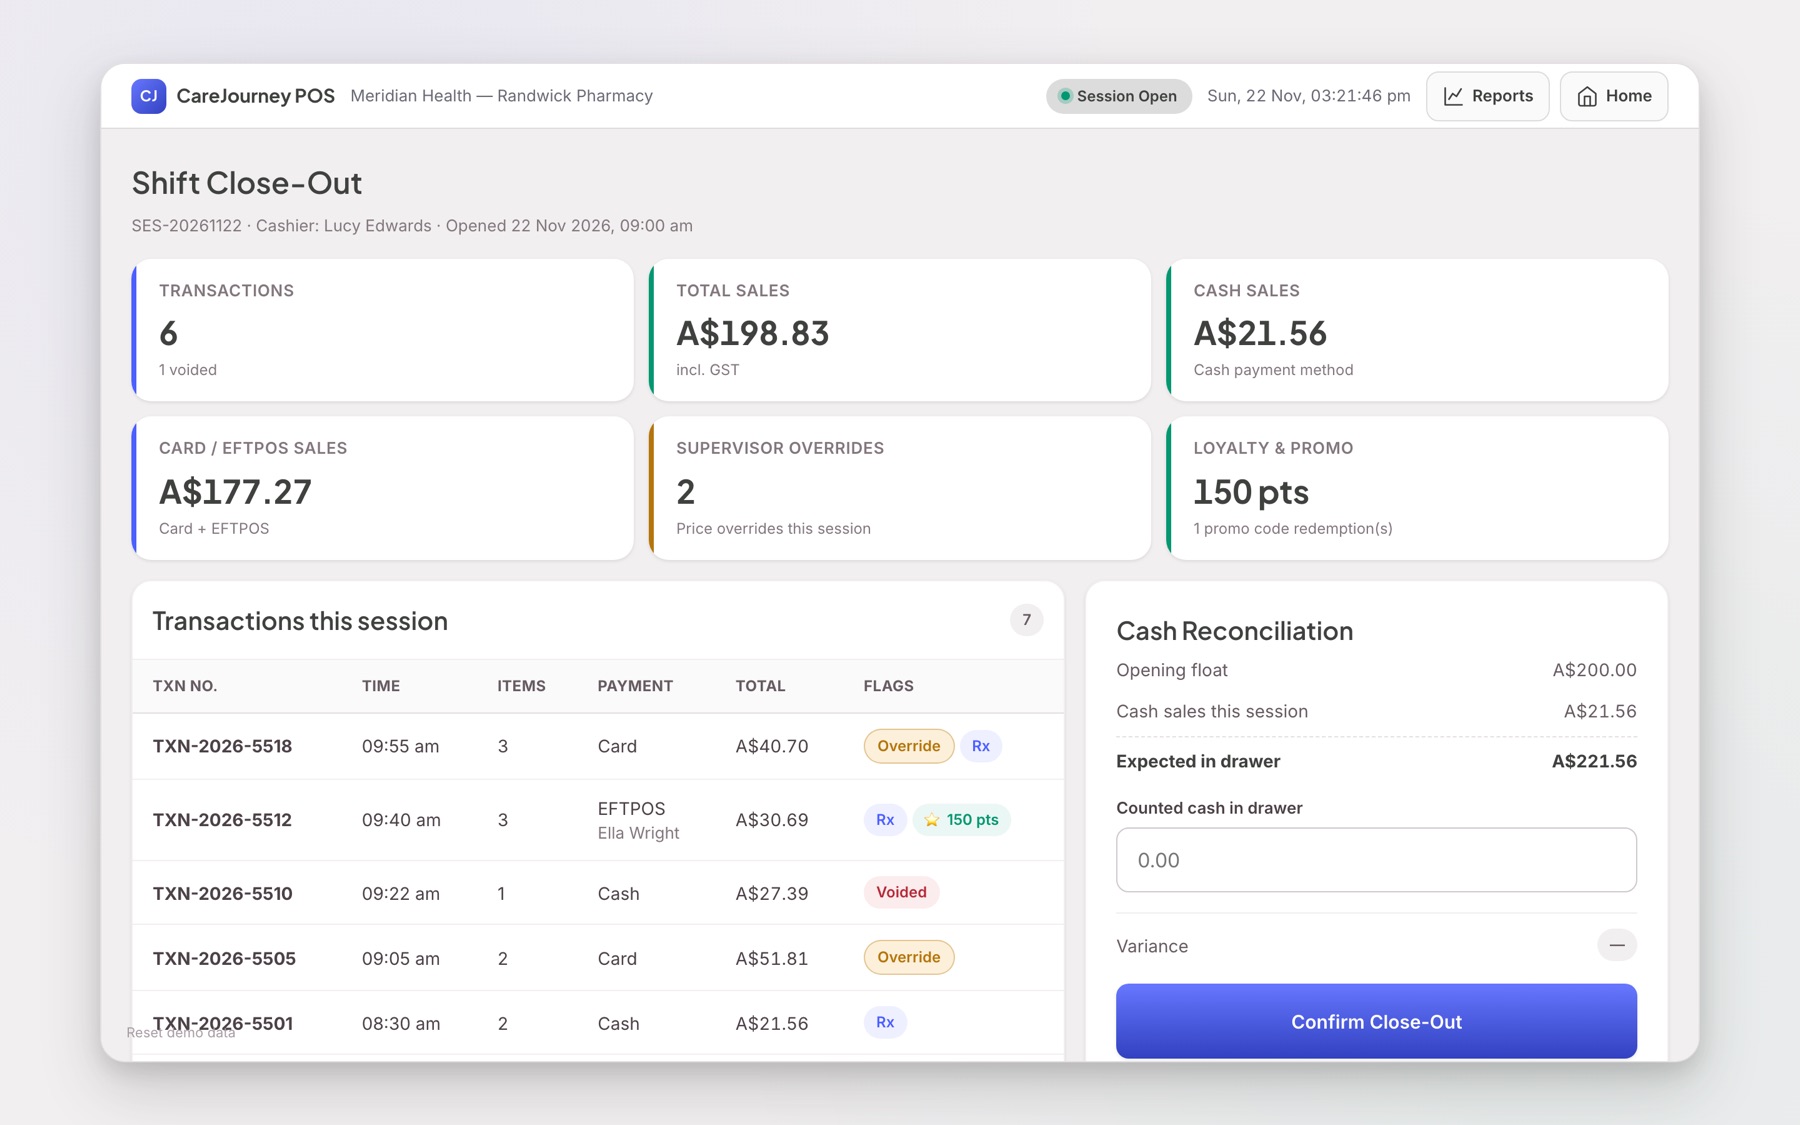 CJ CareJourney POS Meridian Health — Randwick Pharmacy Session Open Sun, 22 Nov, 03:21:46 pm Reports Home
Shift Close-Out
SES-20261122 · Cashier: Lucy Edwards · Opened 22 Nov 2026, 09:00 am
TRANSACTIONS
6
1 voided
TOTAL SALES
A$198.83
incl. GST
CASH SALES
A$21.56
Cash payment method
CARD / EFTPOS SALES
A$177.27
Card + EFTPOS
SUPERVISOR OVERRIDES
2
Price overrides this session
LOYALTY & PROMO
150 pts
1 promo code redemption(s)
Transactions this session 7
TXN NO. TIME ITEMS PAYMENT TOTAL FLAGS
TXN-2026-5518 09:55 am 3 Card A$40.70 Override Rx
TXN-2026-5512 09:40 am 3 EFTPOS Ella Wright A$30.69 Rx ⭐ 150 pts
TXN-2026-5510 09:22 am 1 Cash A$27.39 Voided
TXN-2026-5505 09:05 am 2 Card A$51.81 Override
TXN-2026-5501 08:30 am 2 Cash A$21.56 Rx
Reset demo data
Cash Reconciliation
Opening float A$200.00
Cash sales this session A$21.56
Expected in drawer A$221.56
Counted cash in drawer
0.00
Variance —
Confirm Close-Out